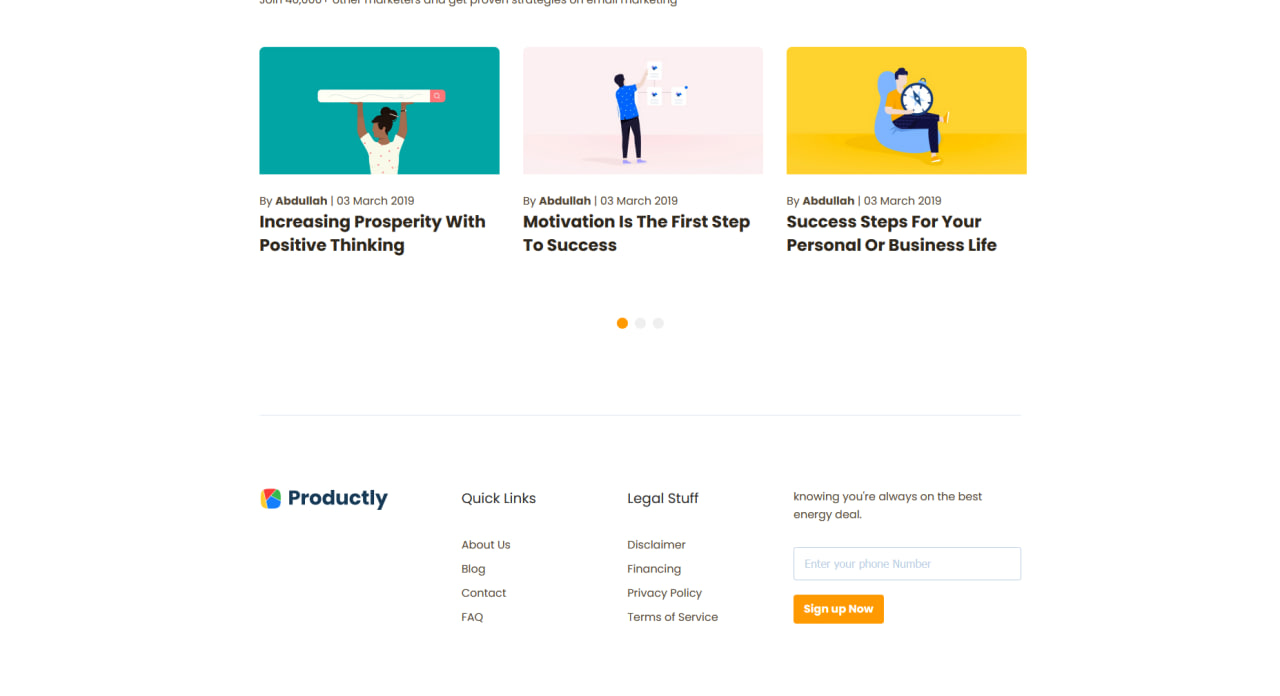 Join 40,000+ other marketers and get proven strategies on email marketing
By Abdullah | 03 March 2019
Increasing Prosperity With
Positive Thinking
By Abdullah | 03 March 2019
Motivation Is The First Step
To Success
By Abdullah | 03 March 2019
Success Steps For Your
Personal Or Business Life
Productly
Quick Links
About Us
Blog
Contact
FAQ
Legal Stuff
Disclaimer
Financing
Privacy Policy
Terms of Service
knowing you're always on the best
energy deal.
Enter your phone Number
Sign up Now